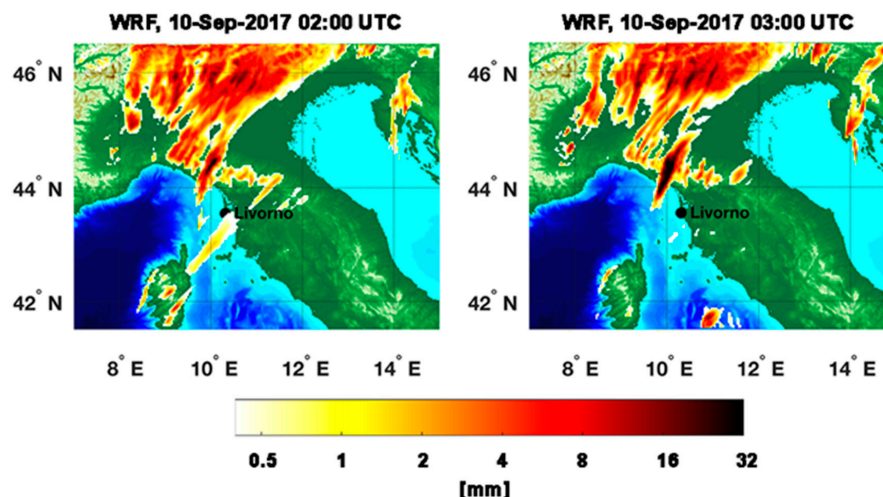 WRF, 10-Sep-2017 02:00 UTC
WRF, 10-Sep-2017 03:00 UTC
46° N
44° N
42° N
Livorno
8° E
10° E
12° E
14° E
46° N
44° N
42° N
Livorno
8° E
10° E
12° E
14° E
0.5 1 2 4 8 16 32
[mm]